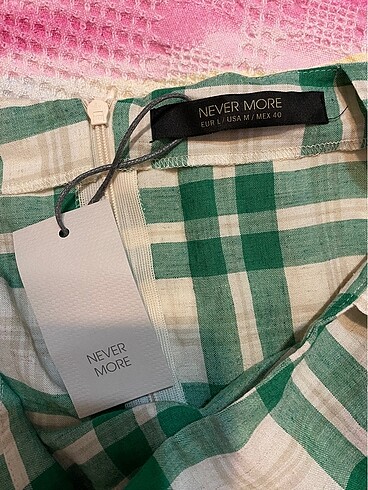 NEVER MORE
EUR L / USA M / MEX 40
NEVER
MORE